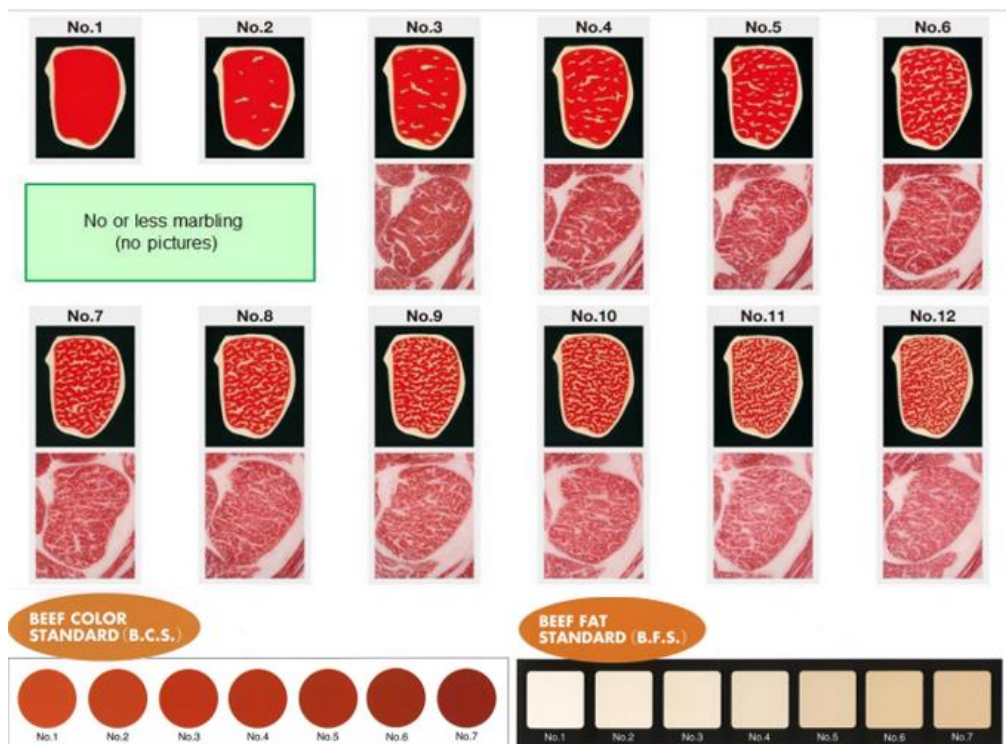 No.1
No.2
No.3
No.4
No.5
No.6
No or less marbling
(no pictures)
No.7
No.8
No.9
No.10
No.11
No.12
BEEF COLOR
STANDARD (B.C.S.)
BEEF FAT
STANDARD (B.F.S.)
No.1
No.2
No.3
No.4
No.5
No.6
No.7
No.1
No.2
No.3
No.4
No.5
No.6
No.7